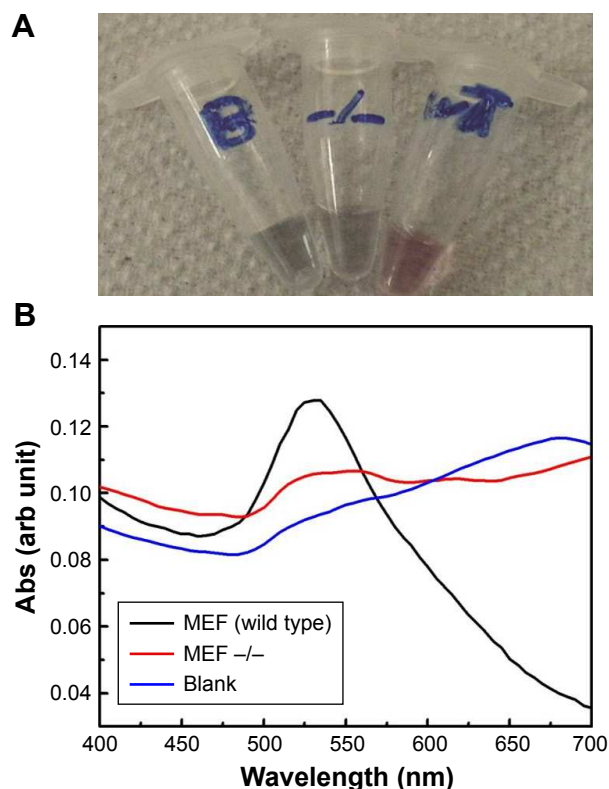 A
B
-/-
WT
B
0.14
0.12
0.10
0.08
0.06
0.04
Abs (arb unit)
MEF (wild type)
MEF –/–
Blank
400 450 500 550 600 650 700
Wavelength (nm)